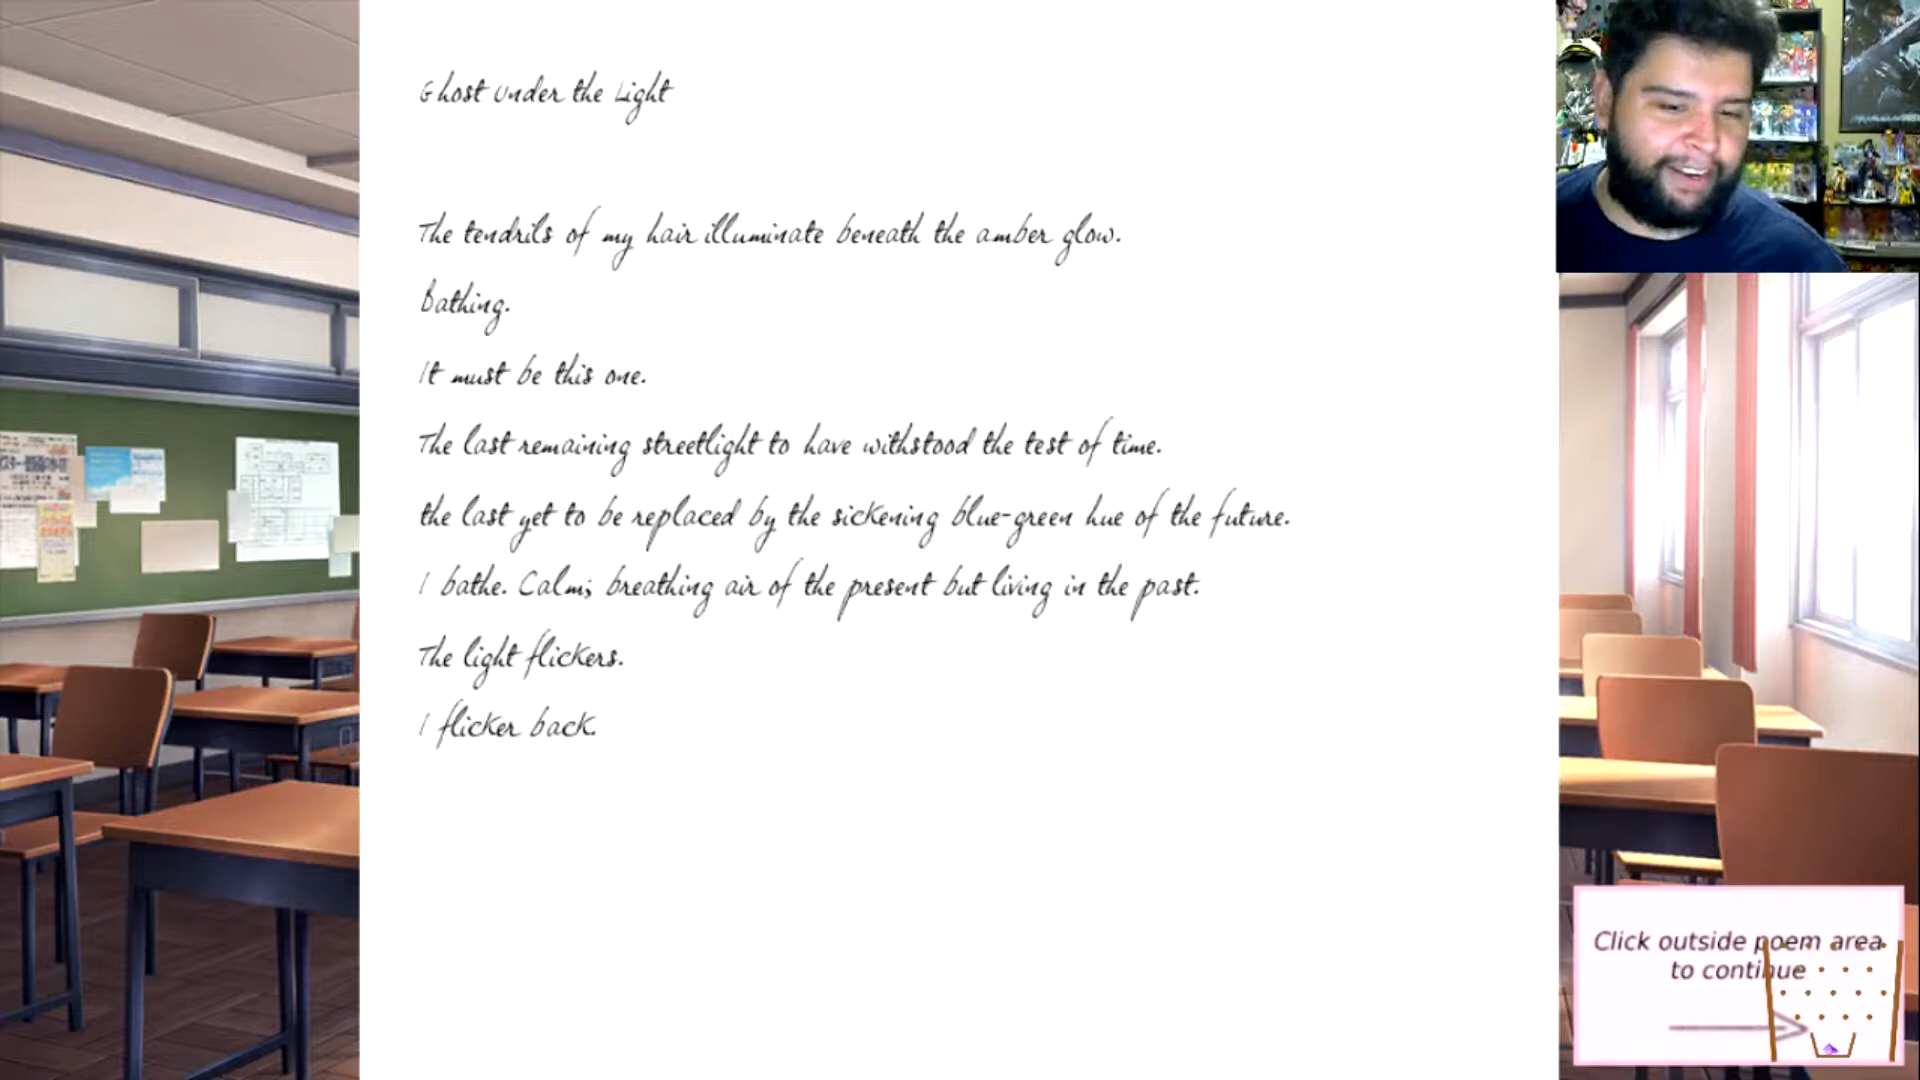 Ghost Under the Light
The tendrils of my hair illuminate beneath the amber glow.
Bathing.
It must be this one.
The last remaining streetlight to have withstood the test of time.
the last yet to be replaced by the sickening blue-green hue of the future.
I bathe. Calm; breathing air of the present but living in the past.
The light flickers.
I flicker back.
Click outside poem area
to continue